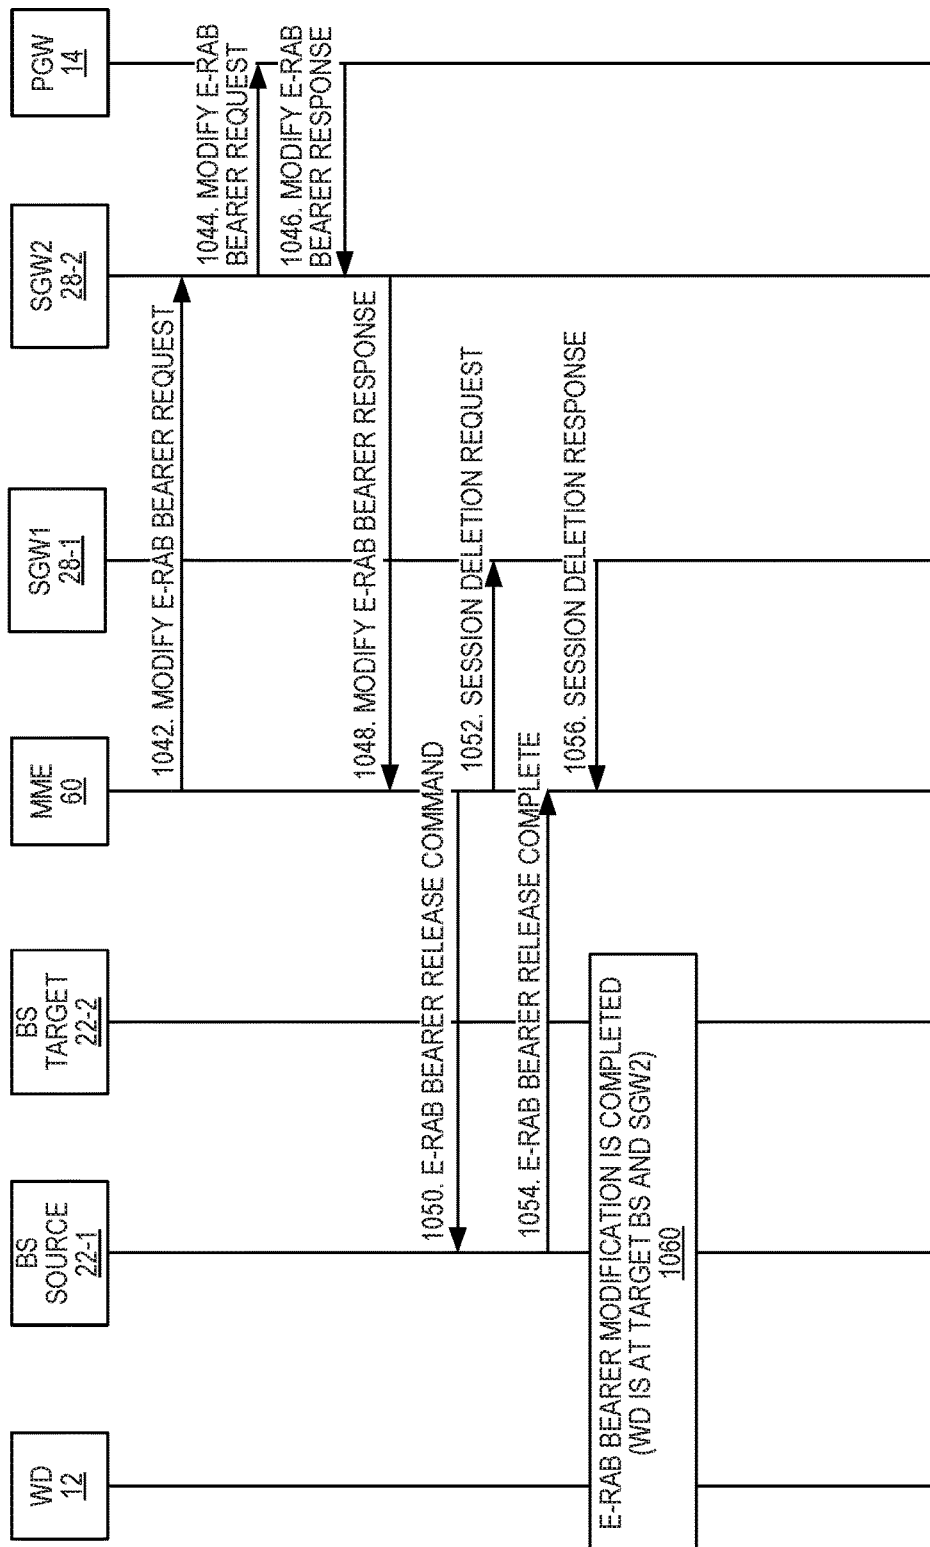 WD
12
BS
SOURCE
22-1
BS
TARGET
22-2
MME
60
SGW1
28-1
SGW2
28-2
PGW
14
1042. MODIFY E-RAB BEARER REQUEST
1044. MODIFY E-RAB
BEARER REQUEST
1046. MODIFY E-RAB
BEARER RESPONSE
1048. MODIFY E-RAB BEARER RESPONSE
1050. E-RAB BEARER RELEASE COMMAND
1052. SESSION DELETION REQUEST
1054. E-RAB BEARER RELEASE COMPLETE
1056. SESSION DELETION RESPONSE
E-RAB BEARER MODIFICATION IS COMPLETED
(WD IS AT TARGET BS AND SGW2)
1060